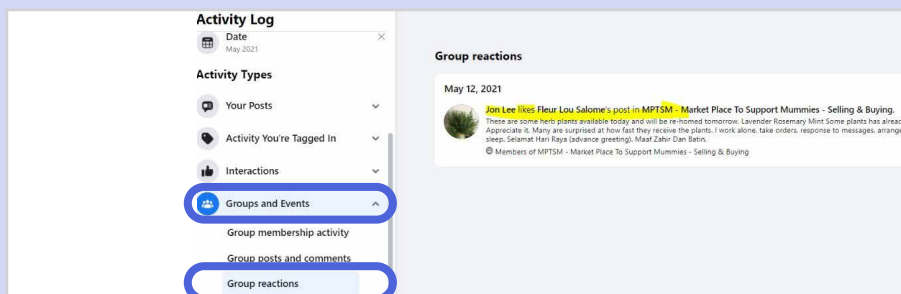 Activity Log
Date
May 2021
Activity Types
Your Posts
Activity You're Tagged In
Interactions
Groups and Events
Group membership activity
Group posts and comments
Group reactions
Group reactions
May 12, 2021
Jon Lee likes Fleur Lou Salome's post in MPTSM - Market Place To Support Mummies - Selling & Buying.
These are some herb plants available today and will be re-homed tomorrow. Lavender Rosemary Mint Some plants has alread
Appreciate it. Many are surprised at how fast they receive the plants. I work alone, take orders, response to messages, arrange
sleep. Selamat Hari Raya (advance greeting). Maaf Zahir Dan Batin.
Members of MPTSM - Market Place To Support Mummies - Selling & Buying